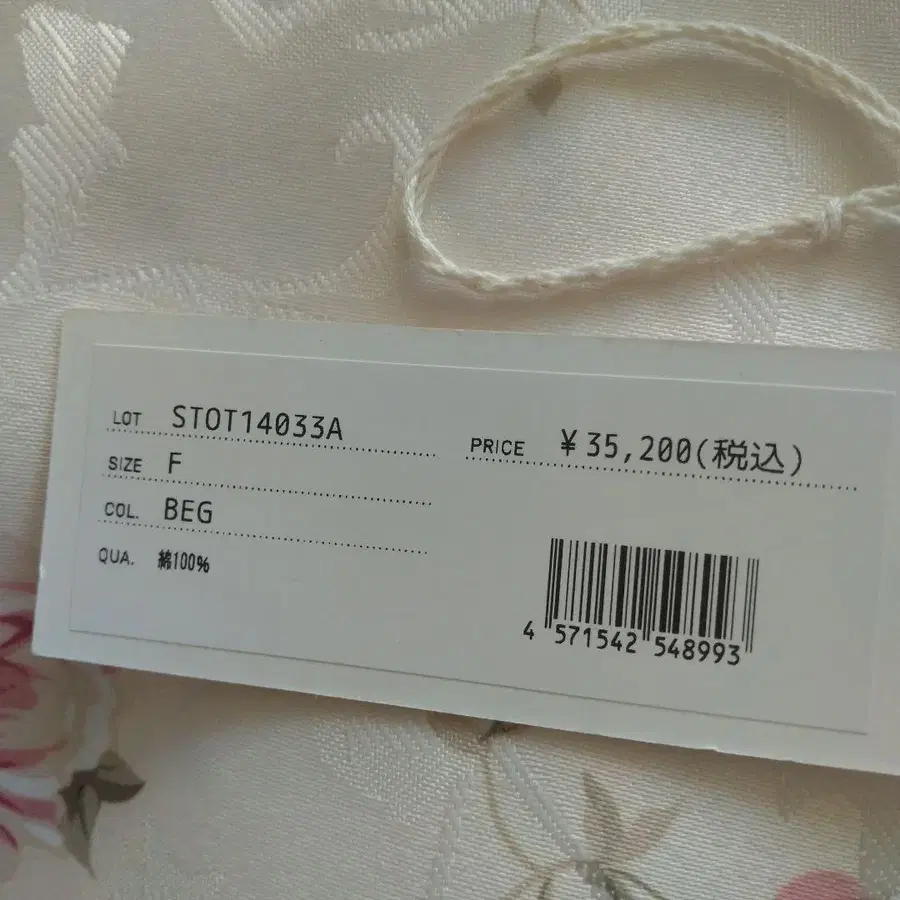 LOT STOT14033A
SIZE F
COL. BEG
QUA. 綿100%
PRICE ¥35,200(税込)
4 571542 548993